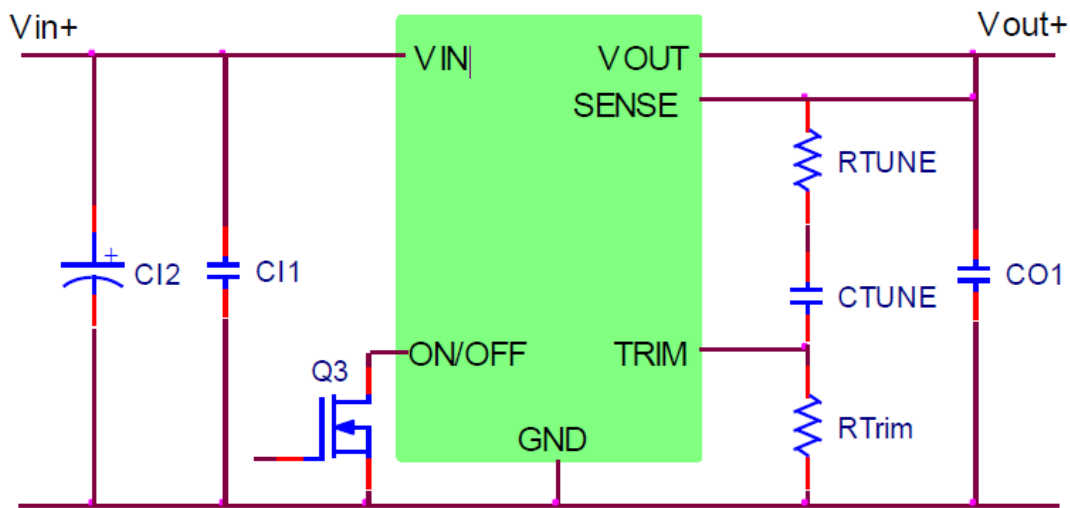 Vin+
Vout+
VIN
VOUT
SENSE
RTUNE
CI2
CI1
CTUNE
CO1
ON/OFF
TRIM
Q3
RTrim
GND
+